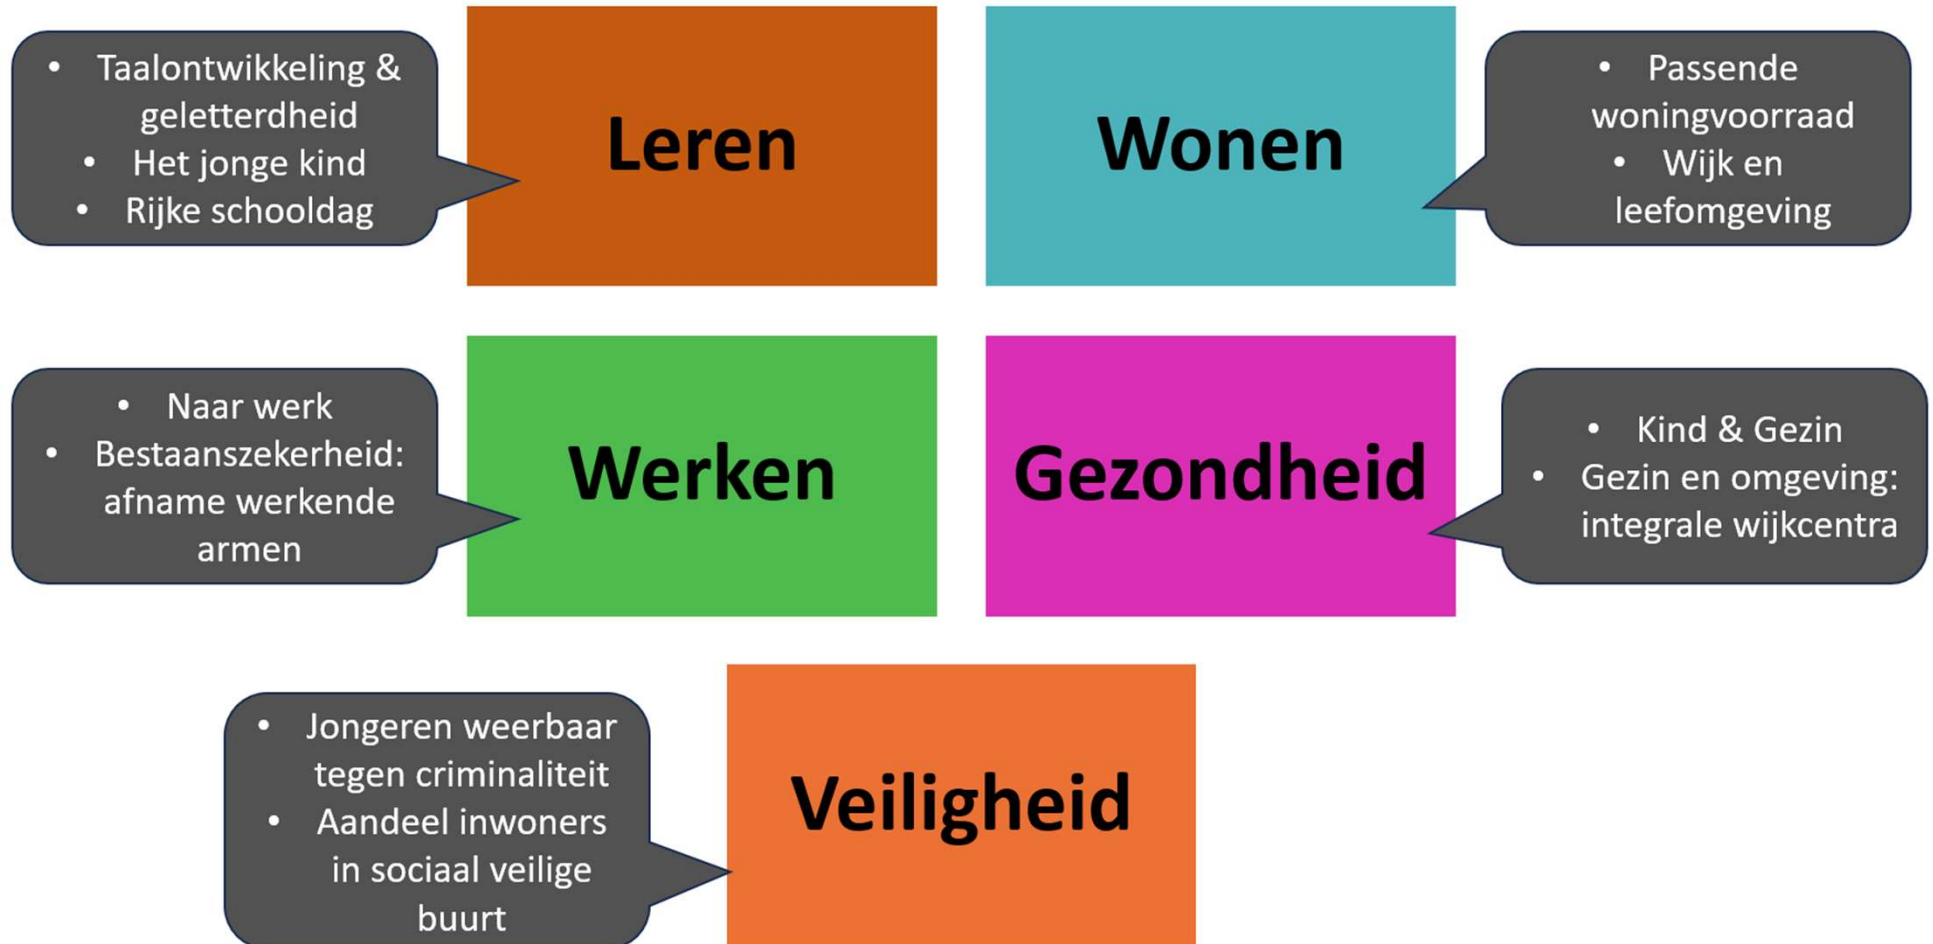 • Taalontwikkeling &
geletterdheid
• Het jonge kind
• Rijke schooldag
Leren
Wonen
• Passende
woningvoorraad
• Wijk en
leefomgeving
• Naar werk
• Bestaanszekerheid:
afname werkende
armen
Werken
Gezondheid
• Kind & Gezin
• Gezin en omgeving:
integrale wijkcentra
• Jongeren weerbaar
tegen criminaliteit
• Aandeel inwoners
in sociaal veilige
buurt
Veiligheid